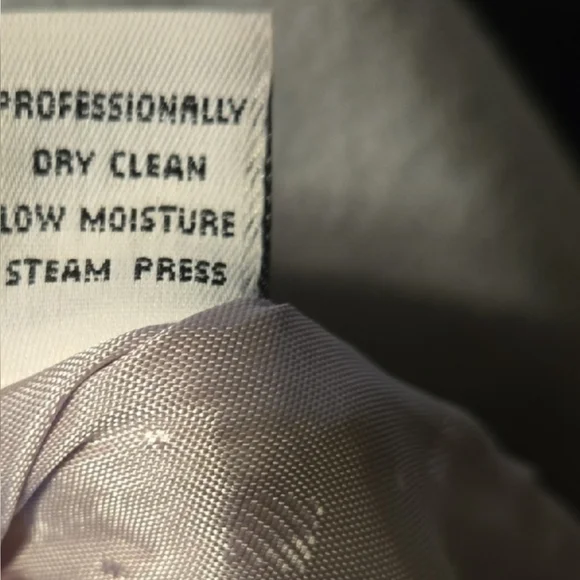 PROFESSIONALLY
DRY CLEAN
LOW MOISTURE
STEAM PRESS